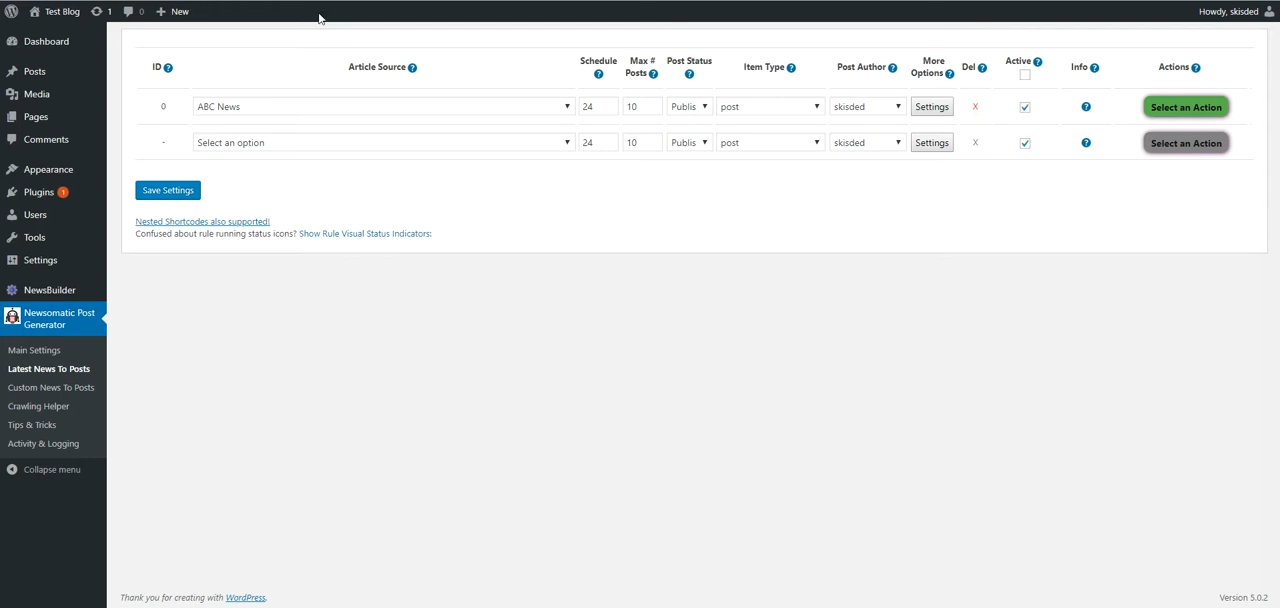 Test Blog 1 0 New Howdy, skisded
Dashboard
Posts
Media
Pages
Comments
Appearance
Plugins 1
Users
Tools
Settings
NewsBuilder
Newsomatic Post
Generator
Main Settings
Latest News To Posts
Custom News To Posts
Crawling Helper
Tips & Tricks
Activity & Logging
Collapse menu
ID Article Source Schedule Max # Posts Post Status Item Type Post Author More Options Del Active Info Actions
0 ABC News 24 10 Publis post skisded Settings X Select an Action
- Select an option 24 10 Publis post skisded Settings X Select an Action
Save Settings
Nested Shortcodes also supported!
Confused about rule running status icons? Show Rule Visual Status Indicators:
Thank you for creating with WordPress. Version 5.0.2